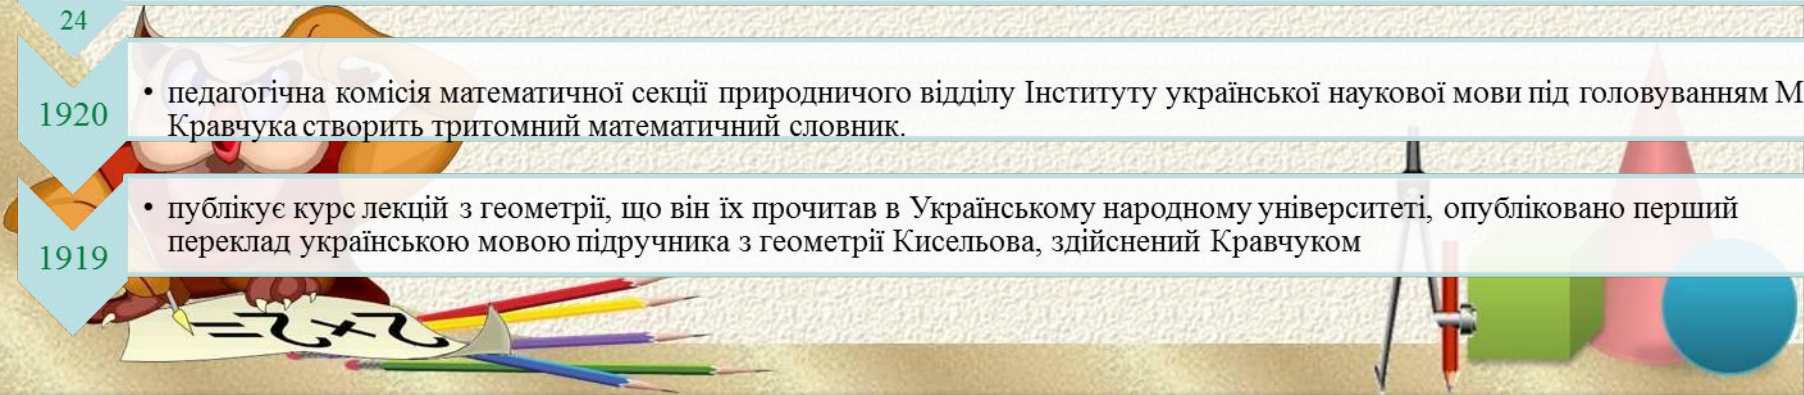 24
1920
• педагогічна комісія математичної секції природничого відділу Інституту української наукової мови під головуванням М
Кравчука створить тритомний математичний словник.
1919
• публікує курс лекцій з геометрії, що він їх прочитав в Українському народному університеті, опубліковано перший
переклад українською мовою підручника з геометрії Кисельова, здійснений Кравчуком
2+2=